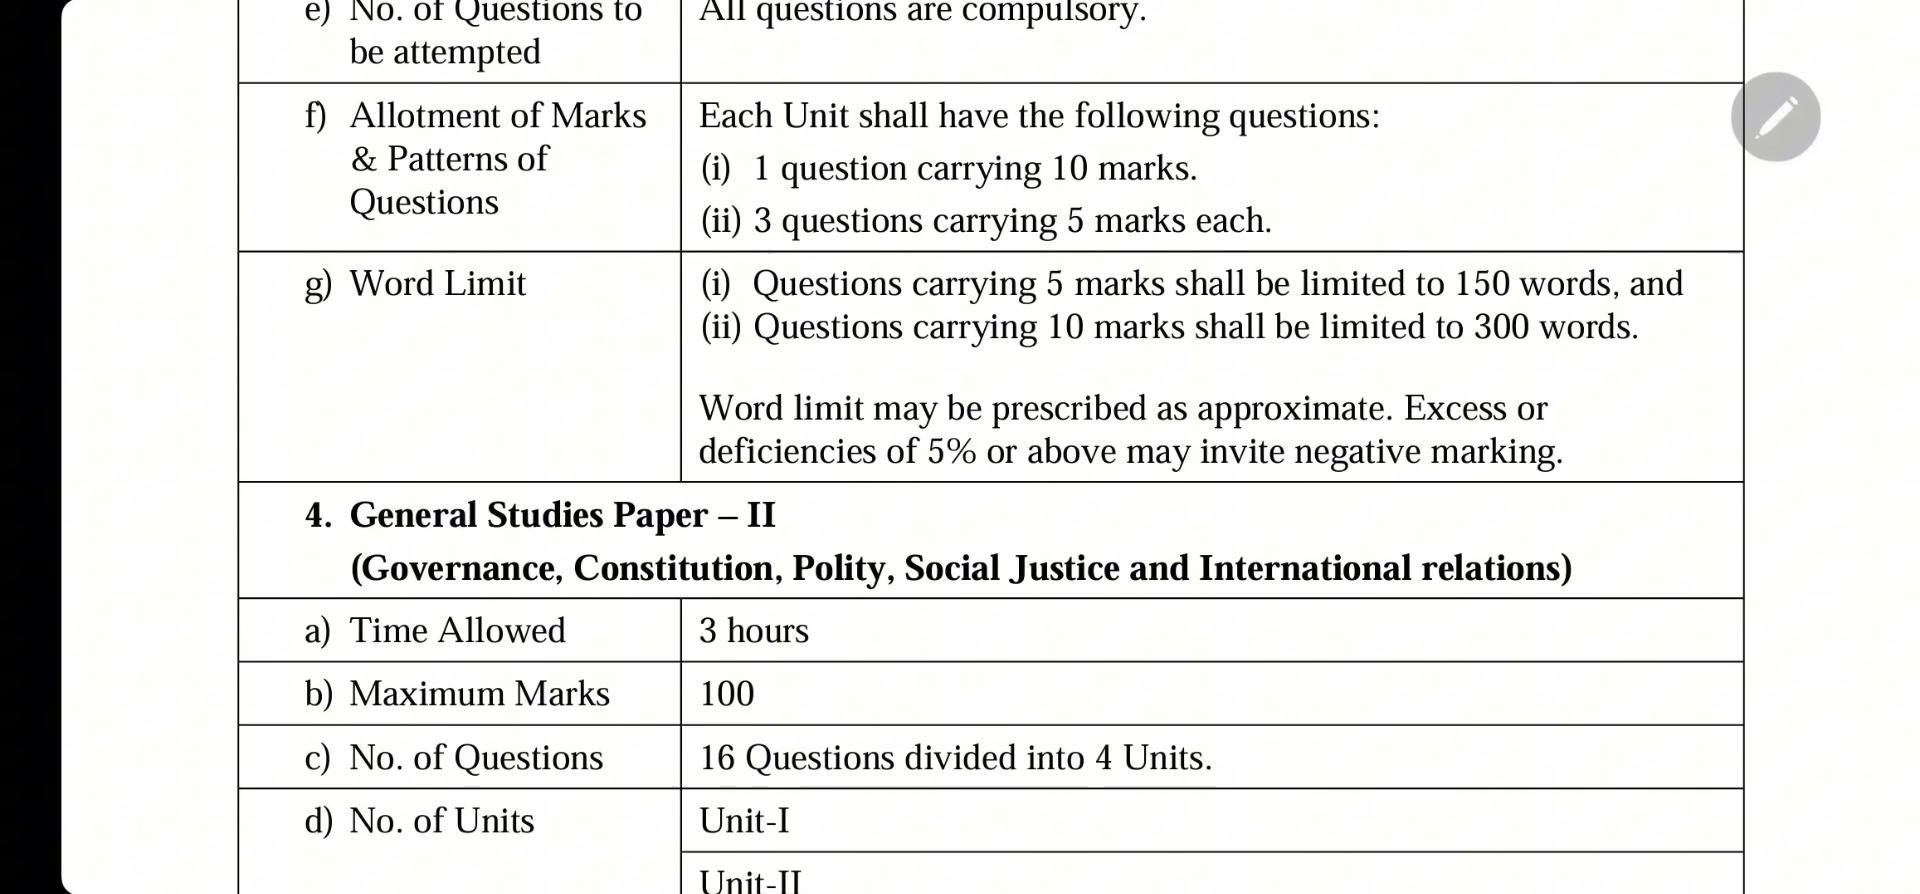 e) No. of Questions to
be attempted
All questions are compulsory.
f) Allotment of Marks
& Patterns of
Questions
Each Unit shall have the following questions:
(i) 1 question carrying 10 marks.
(ii) 3 questions carrying 5 marks each.
g) Word Limit
(i) Questions carrying 5 marks shall be limited to 150 words, and
(ii) Questions carrying 10 marks shall be limited to 300 words.
Word limit may be prescribed as approximate. Excess or
deficiencies of 5% or above may invite negative marking.
4. General Studies Paper – II
(Governance, Constitution, Polity, Social Justice and International relations)
a) Time Allowed
3 hours
b) Maximum Marks
100
c) No. of Questions
16 Questions divided into 4 Units.
d) No. of Units
Unit-I
Unit-II